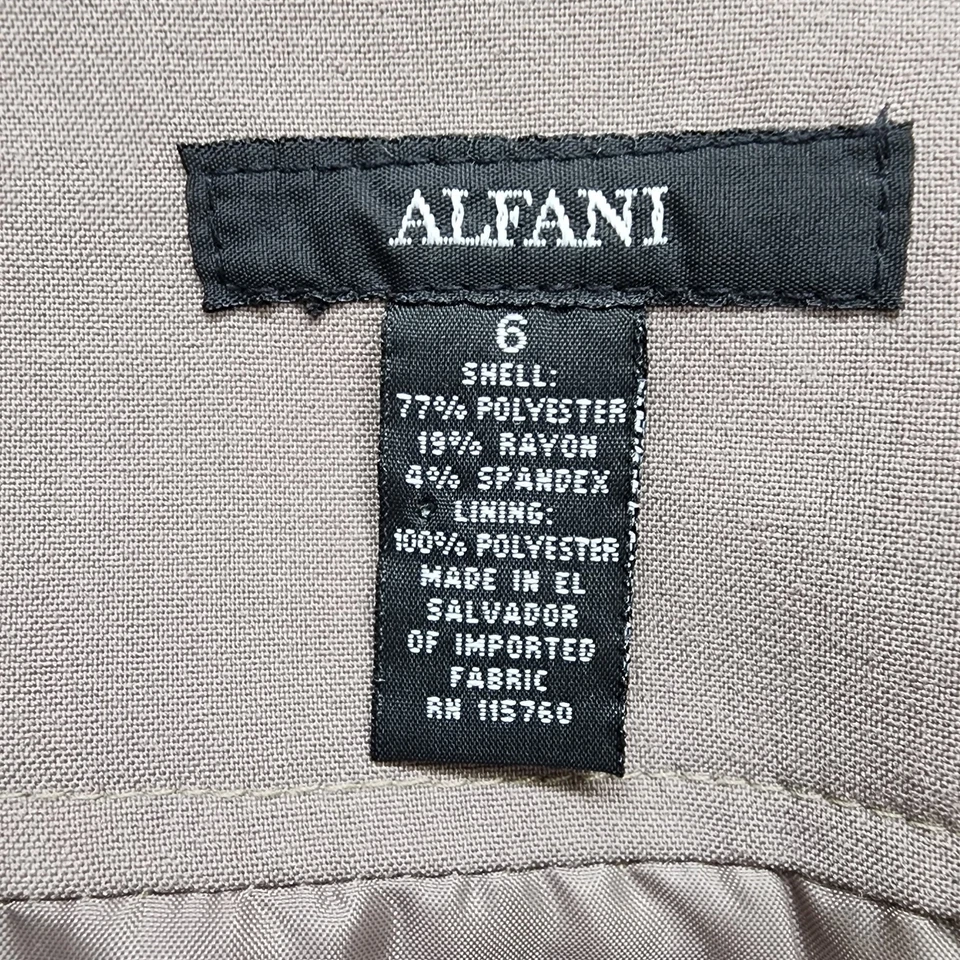 ALFANI
6
SHELL:
77% POLYESTER
19% RAYON
4% SPANDEX
LINING:
100% POLYESTER
MADE IN EL
SALVADOR
OF IMPORTED
FABRIC
RN 115760